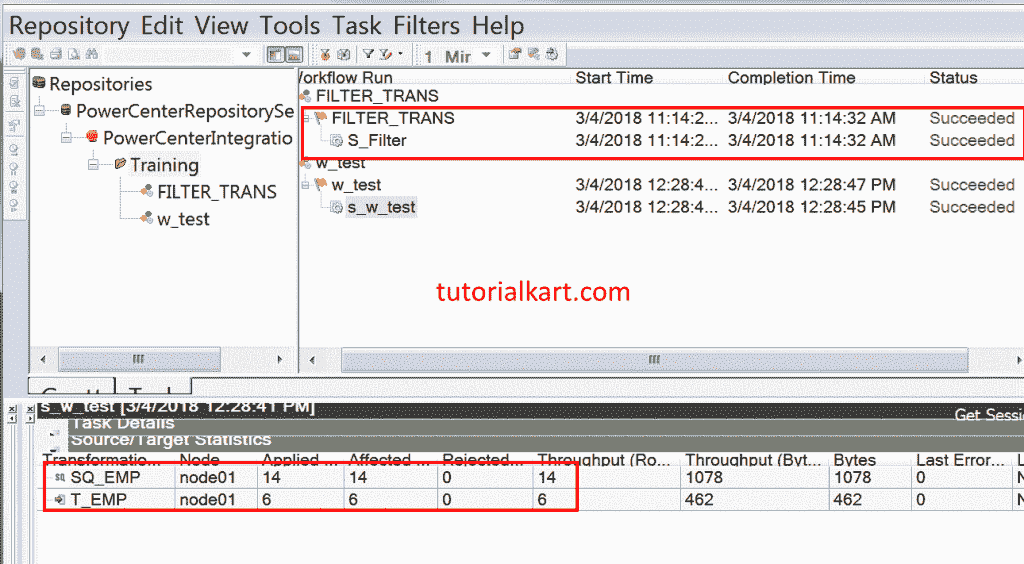 Repository Edit View Tools Task Filters Help
1 Mir
Repositories
PowerCenterRepositorySe
PowerCenterIntegratio
Training
FILTER_TRANS
w_test
Workflow Run Start Time Completion Time Status
FILTER_TRANS
FILTER_TRANS 3/4/2018 11:14:2... 3/4/2018 11:14:32 AM Succeeded
S_Filter 3/4/2018 11:14:2... 3/4/2018 11:14:32 AM Succeeded
w_test
w_test 3/4/2018 12:28:4... 3/4/2018 12:28:47 PM Succeeded
s_w_test 3/4/2018 12:28:4... 3/4/2018 12:28:45 PM Succeeded
tutorialkart.com
s_w_test [3/4/2018 12:28:41 PM]
Get Sessi
Task Details
Source/Target Statistics
Transformatio... Node Applied ... Affected ... Rejected... Throughput (Ro... Throughput (Byt... Bytes Last Error... L
SQ_EMP node01 14 14 0 14 1078 1078 0 N
T_EMP node01 6 6 0 6 462 462 0 N